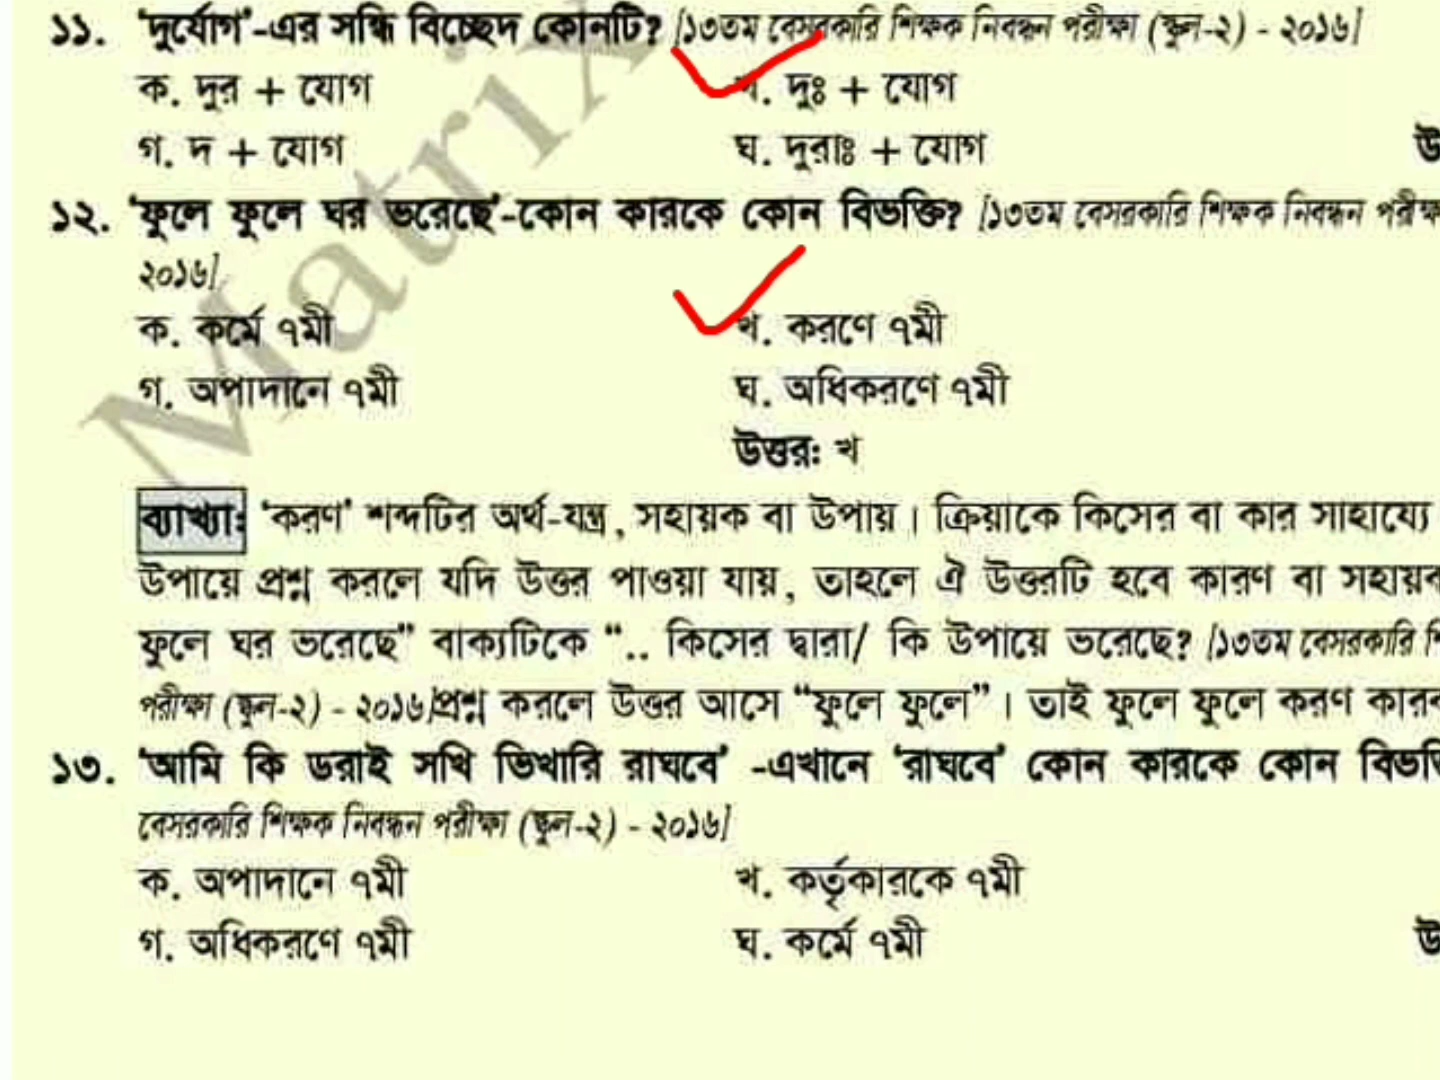 ১১. ‘দুর্যোগ’-এর সন্ধি বিচ্ছেদ কোনটি? [১৩তম বেসরকারি শিক্ষক নিবন্ধন পরীক্ষা (স্কুল-২) - ২০১৬]
ক. দুর + যোগ খ. দুঃ + যোগ
গ. দ + যোগ ঘ. দুরাঃ + যোগ উ
১২. ‘ফুলে ফুলে ঘর ভরেছে’-কোন কারকে কোন বিভক্তি? [১৩তম বেসরকারি শিক্ষক নিবন্ধন
২০১৬]
ক. কর্মে ৭মী খ. করণে ৭মী
গ. অপাদানে ৭মী ঘ. অধিকরণে ৭মী
উত্তর: খ
ব্যাখ্যা: ‘করণ’ শব্দটির অর্থ-যন্ত্র, সহায়ক বা উপায়। ক্রিয়াকে কিসের বা কার সাহায্যে
উপায়ে প্রশ্ন করলে যদি উত্তর পাওয়া যায়, তাহলে ঐ উত্তরটি হবে কারণ বা
ফুলে ঘর ভরেছে” বাক্যটিকে “.. কিসের দ্বারা/ কি উপায়ে ভরেছে? [১৩তম বেসরকারি
পরীক্ষা (স্কুল-২) - ২০১৬]প্রশ্ন করলে উত্তর আসে “ফুলে ফুলে”। তাই ফুলে ফুলে করণ
১৩. ‘আমি কি ডরাই সখি ভিখারি রাঘবে’ -এখানে ‘রাঘবে’ কোন কারকে কোন
বেসরকারি শিক্ষক নিবন্ধন পরীক্ষা (স্কুল-২) - ২০১৬]
ক. অপাদানে ৭মী খ. কর্তৃকারকে ৭মী
গ. অধিকরণে ৭মী ঘ. কর্মে ৭মী উ
Matrix